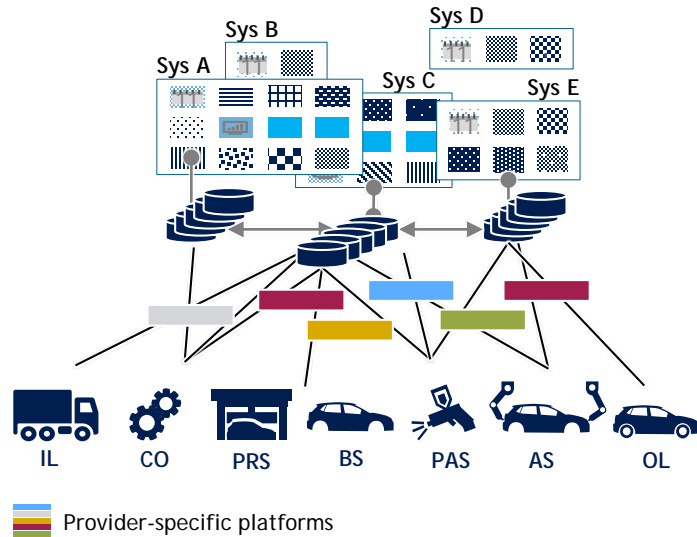 Sys D
Sys B
Sys A
Sys C
Sys E
IL
CO
PRS
BS
PAS
AS
OL
Provider-specific platforms